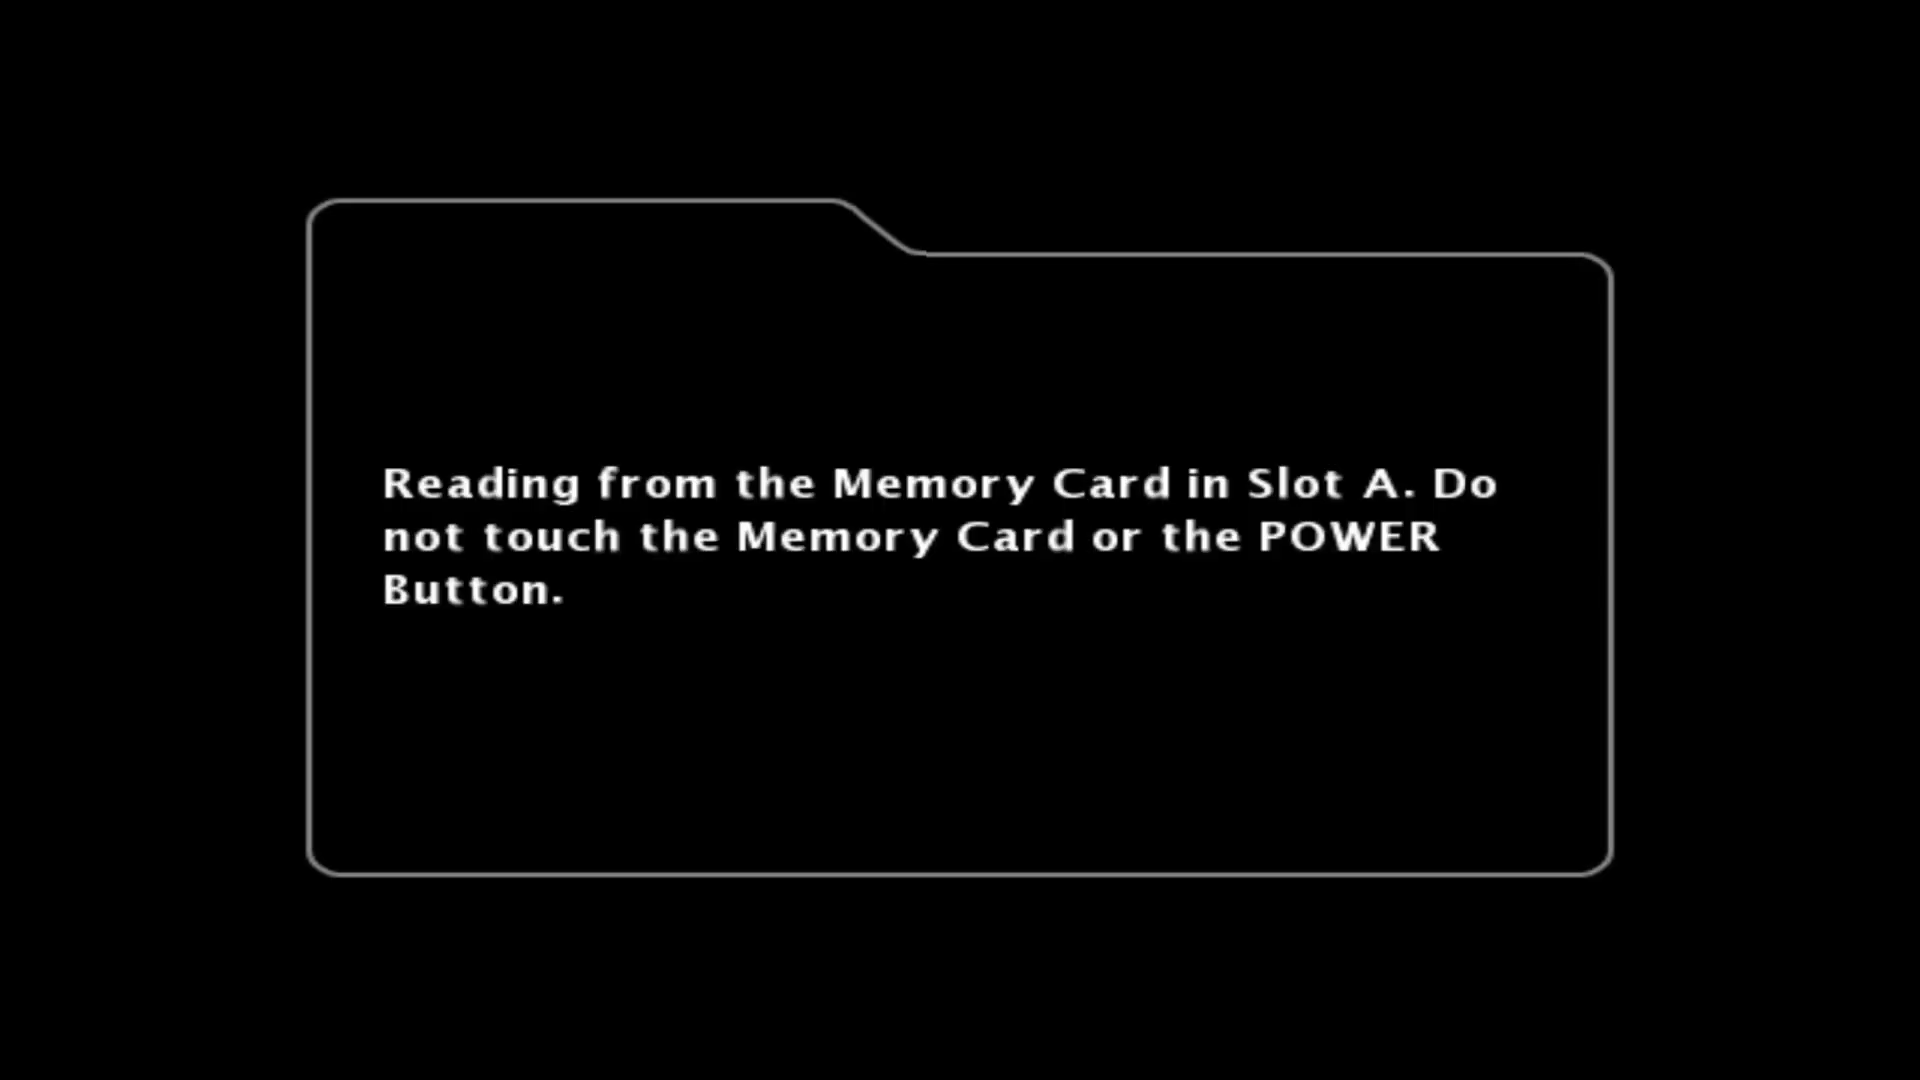 Reading from the Memory Card in Slot A. Do
not touch the Memory Card or the POWER
Button.